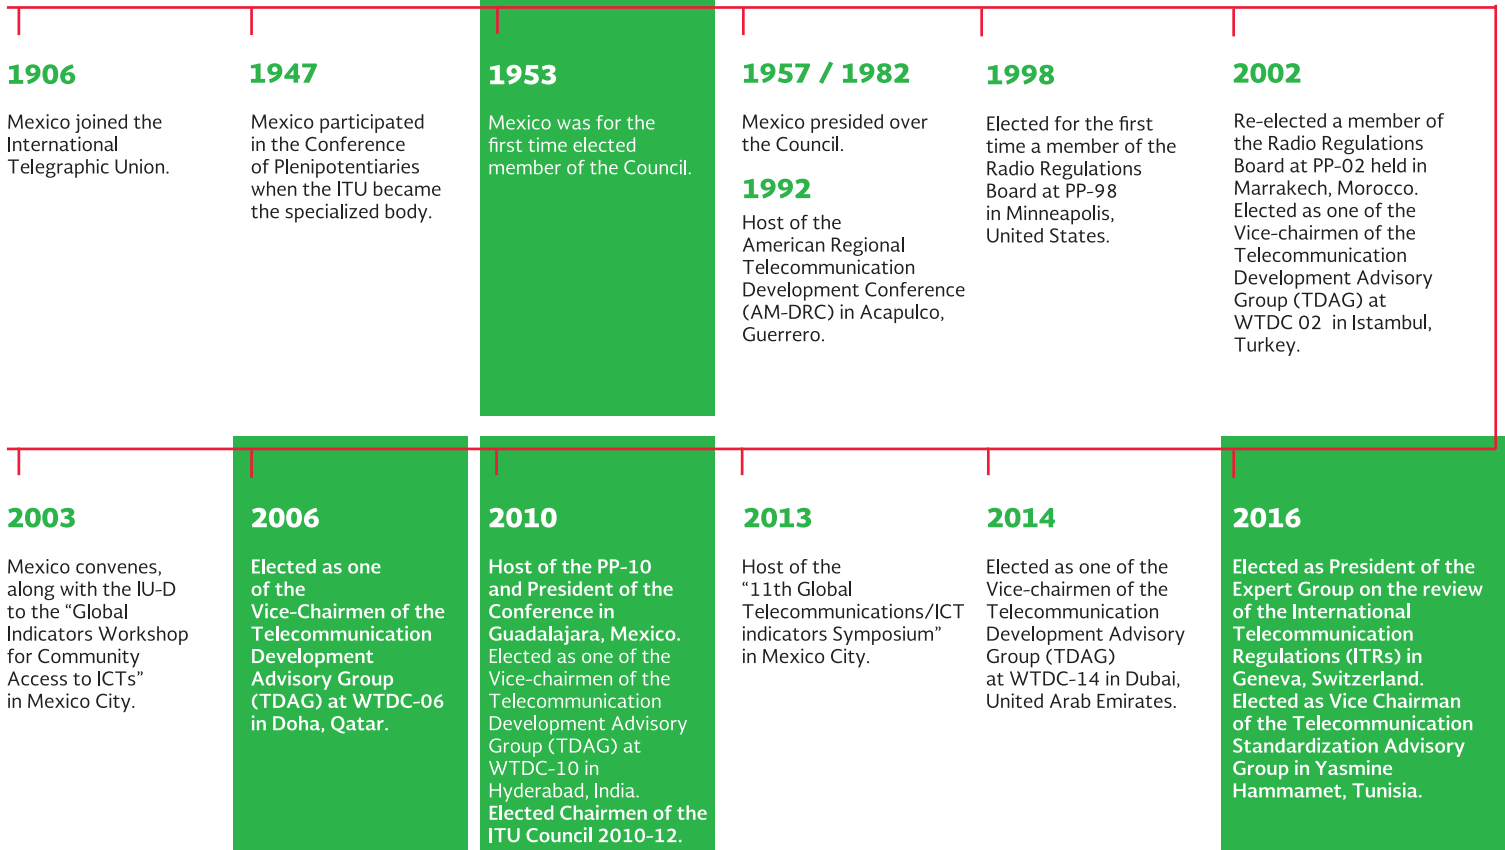 1906
Mexico joined the
International
Telegraphic Union.
1947
Mexico participated
in the Conference
of Plenipotentiaries
when the ITU became
the specialized body.
1953
Mexico was for the
first time elected
member of the Council.
1957 / 1982
Mexico presided over
the Council.
1992
Host of the
American Regional
Telecommunication
Development Conference
(AM-DRC) in Acapulco,
Guerrero.
1998
Elected for the first
time a member of the
Radio Regulations
Board at PP-98
in Minneapolis,
United States.
2002
Re-elected a member of
the Radio Regulations
Board at PP-02 held in
Marrakech, Morocco.
Elected as one of the
Vice-chairmen of the
Telecommunication
Development Advisory
Group (TDAG) at
WTDC 02 in Istambul,
Turkey.
2003
Mexico convenes,
along with the IU-D
to the “Global
Indicators Workshop
for Community
Access to ICTs”
in Mexico City.
2006
Elected as one
of the
Vice-Chairmen of the
Telecommunication
Development
Advisory Group
(TDAG) at WTDC-06
in Doha, Qatar.
2010
Host of the PP-10
and President of the
Conference in
Guadalajara, Mexico.
Elected as one of the
Vice-chairmen of the
Telecommunication
Development Advisory
Group (TDAG) at
WTDC-10 in
Hyderabad, India.
Elected Chairmen of the
ITU Council 2010-12.
2013
Host of the
“11th Global
Telecommunications/ICT
indicators Symposium”
in Mexico City.
2014
Elected as one of the
Vice-chairmen of the
Telecommunication
Development Advisory
Group (TDAG)
at WTDC-14 in Dubai,
United Arab Emirates.
2016
Elected as President of the
Expert Group on the review
of the International
Telecommunication
Regulations (ITRs) in
Geneva, Switzerland.
Elected as Vice Chairman
of the Telecommunication
Standardization Advisory
Group in Yasmine
Hammamet, Tunisia.